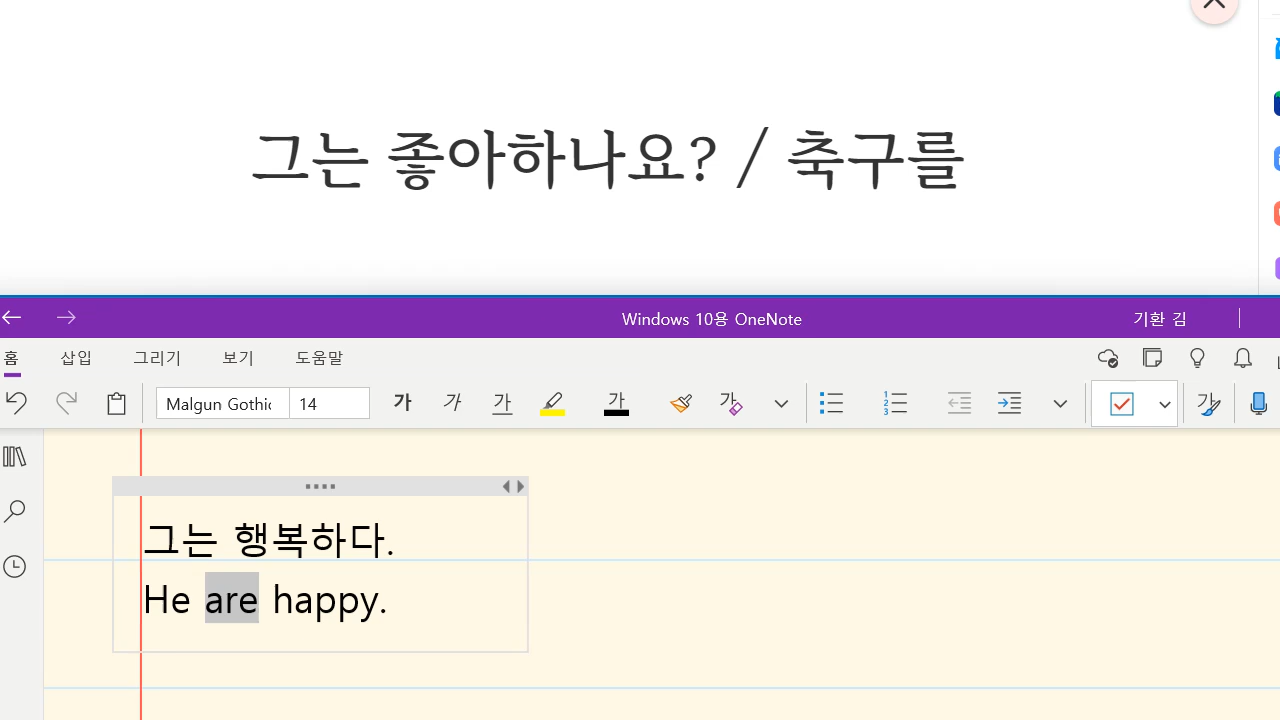 그는 좋아하나요? / 축구를
Windows 10용 OneNote
기환 김
홈 삽입 그리기 보기 도움말
Malgun Gothic 14 가 가 가 가 가 가
그는 행복하다.
He are happy.